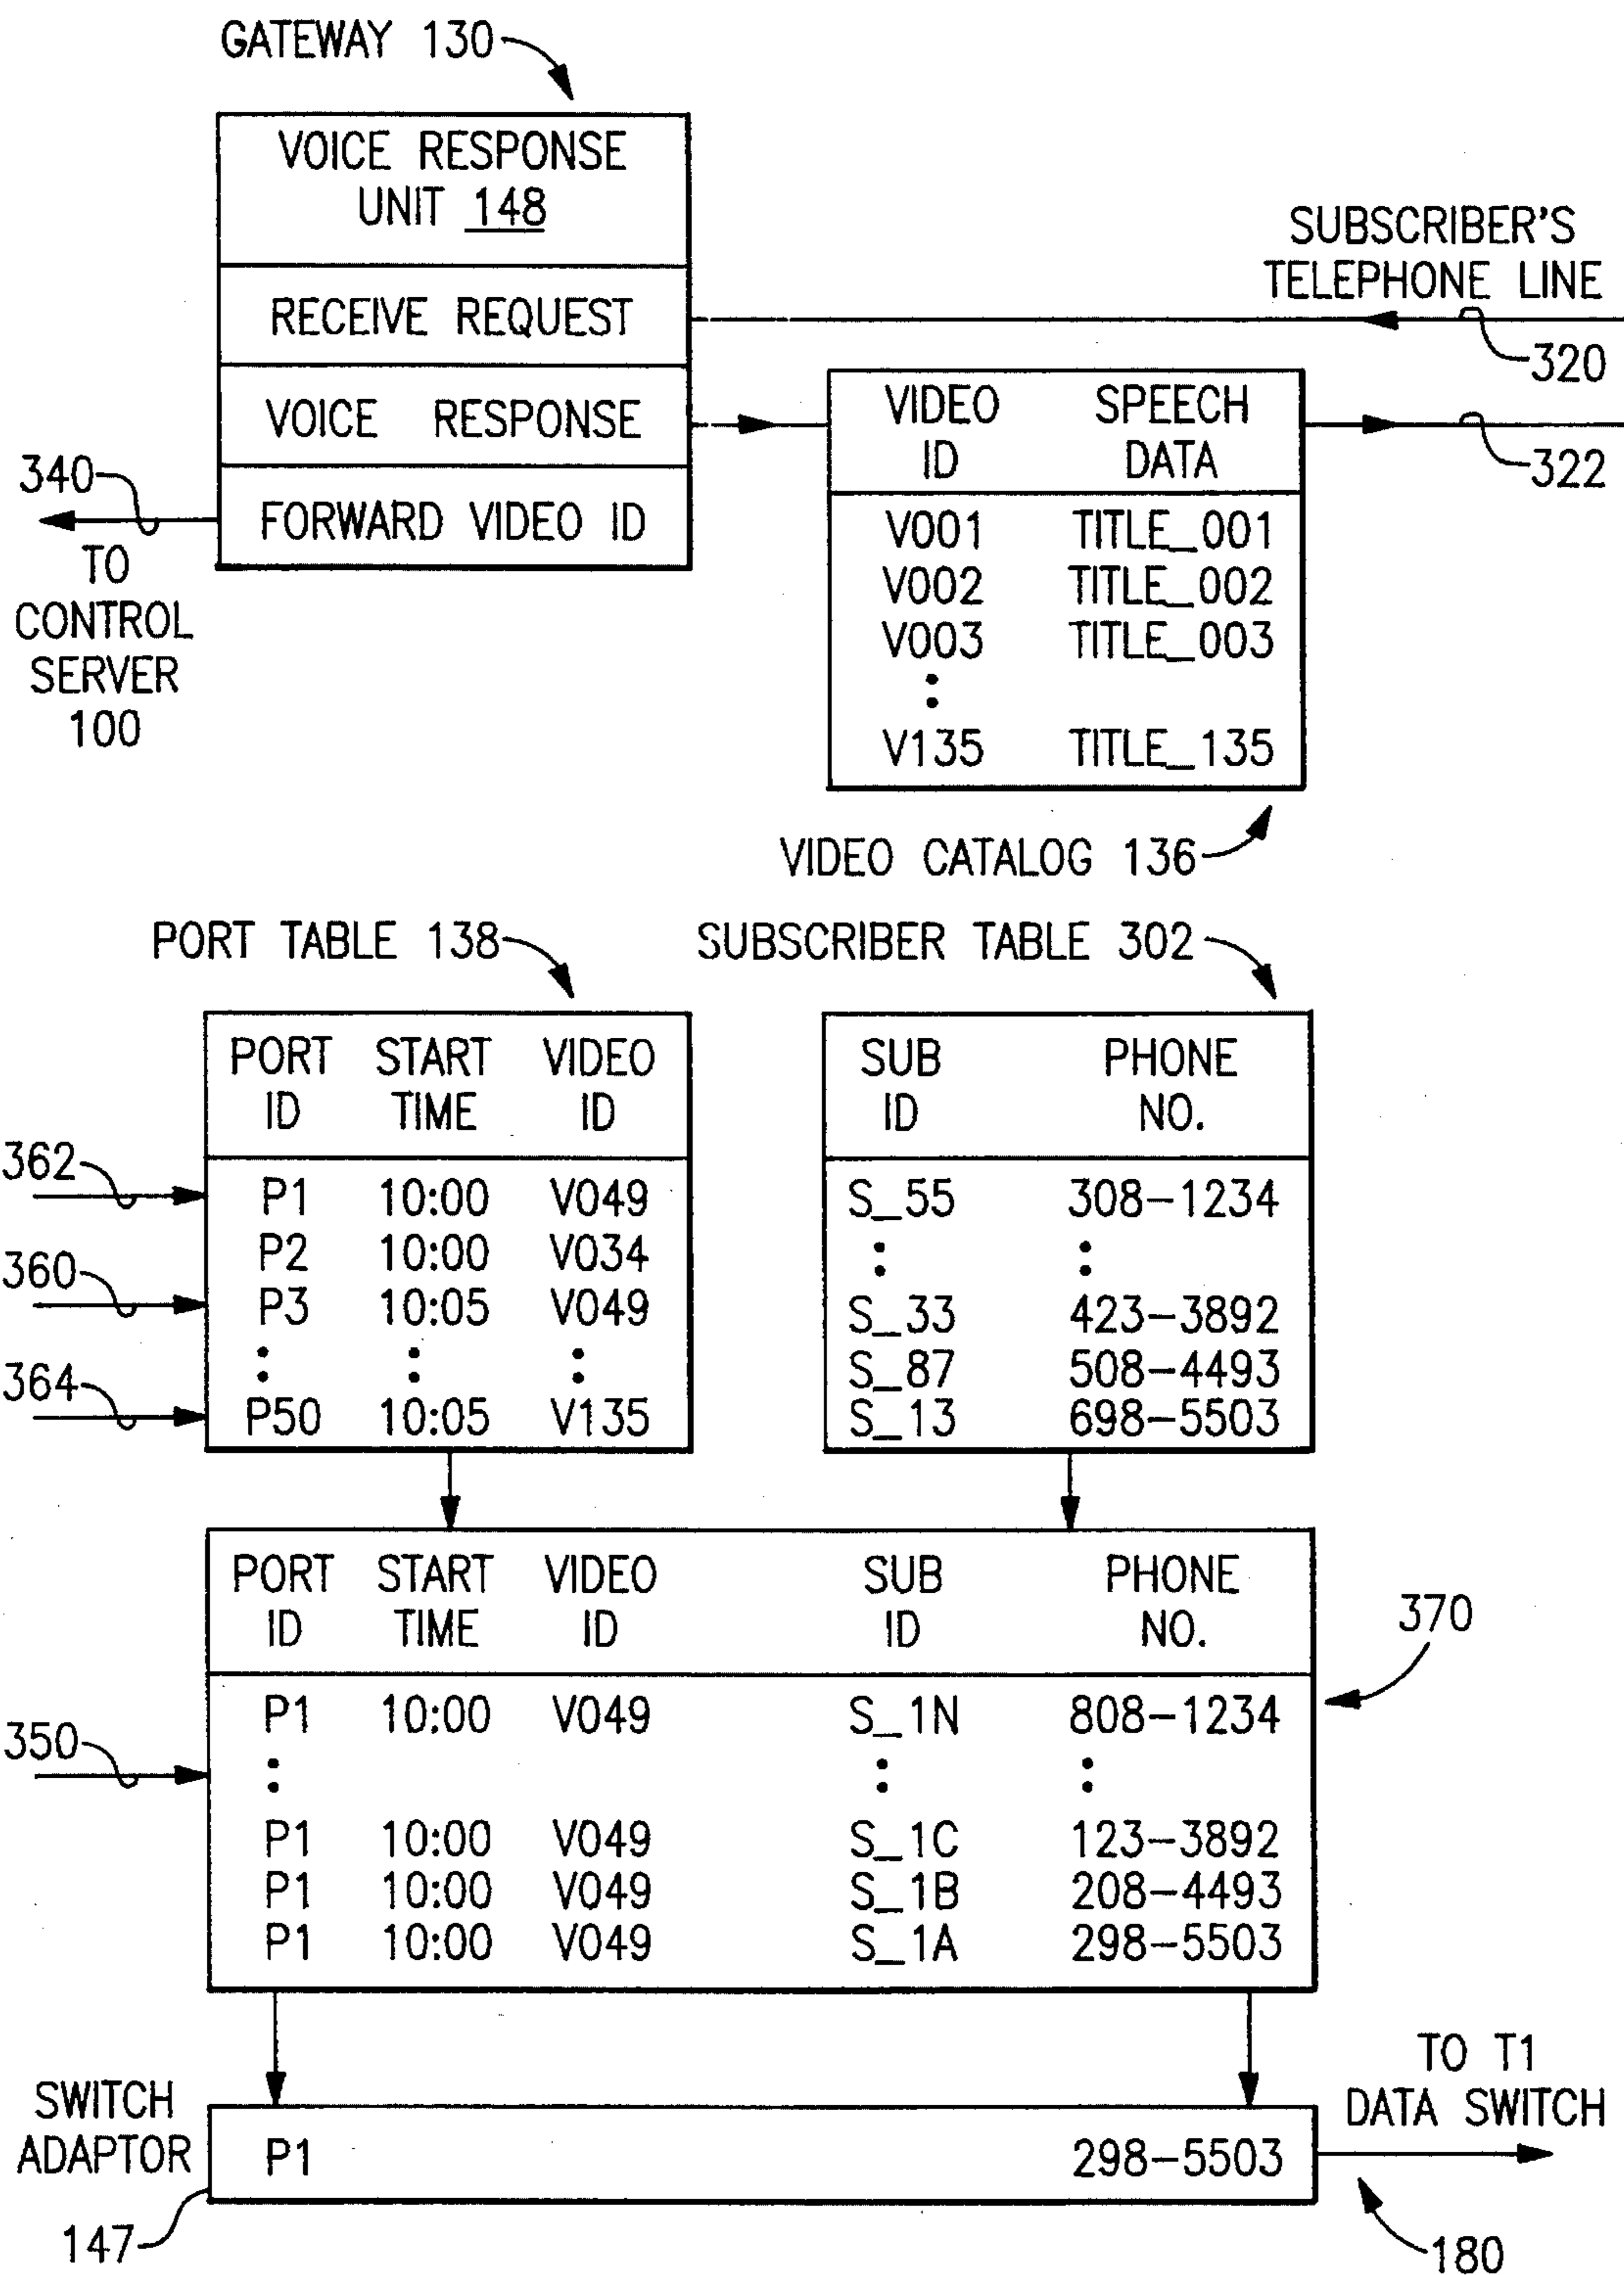 GATEWAY 130
VOICE RESPONSE
UNIT 148
RECEIVE REQUEST
VOICE RESPONSE
FORWARD VIDEO ID
SUBSCRIBER'S
TELEPHONE LINE
320
322
340
TO
CONTROL
SERVER
100
VIDEO SPEECH
ID DATA
V001 TITLE_001
V002 TITLE_002
V003 TITLE_003
V135 TITLE_135
VIDEO CATALOG 136
PORT TABLE 138
PORT START VIDEO
ID TIME ID
362
P1 10:00 V049
P2 10:00 V034
360
P3 10:05 V049
364
P50 10:05 V135
SUBSCRIBER TABLE 302
SUB PHONE
ID NO.
S_55 308-1234
S_33 423-3892
S_87 508-4493
S_13 698-5503
PORT START VIDEO SUB PHONE
ID TIME ID ID NO.
370
P1 10:00 V049 S_1N 808-1234
350
P1 10:00 V049 S_1C 123-3892
P1 10:00 V049 S_1B 208-4493
P1 10:00 V049 S_1A 298-5503
SWITCH
ADAPTOR
147
P1 298-5503
TO T1
DATA SWITCH
180